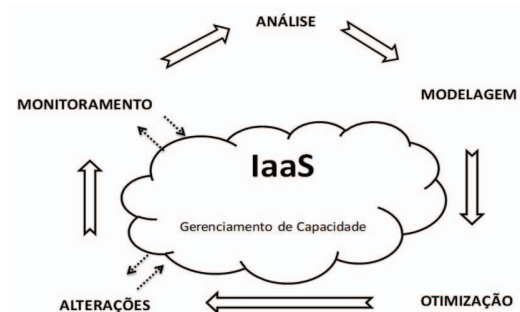 ANÁLISE
MONITORAMENTO
MODELAGEM
IaaS
Gerenciamento de Capacidade
ALTERAÇÕES
OTIMIZAÇÃO